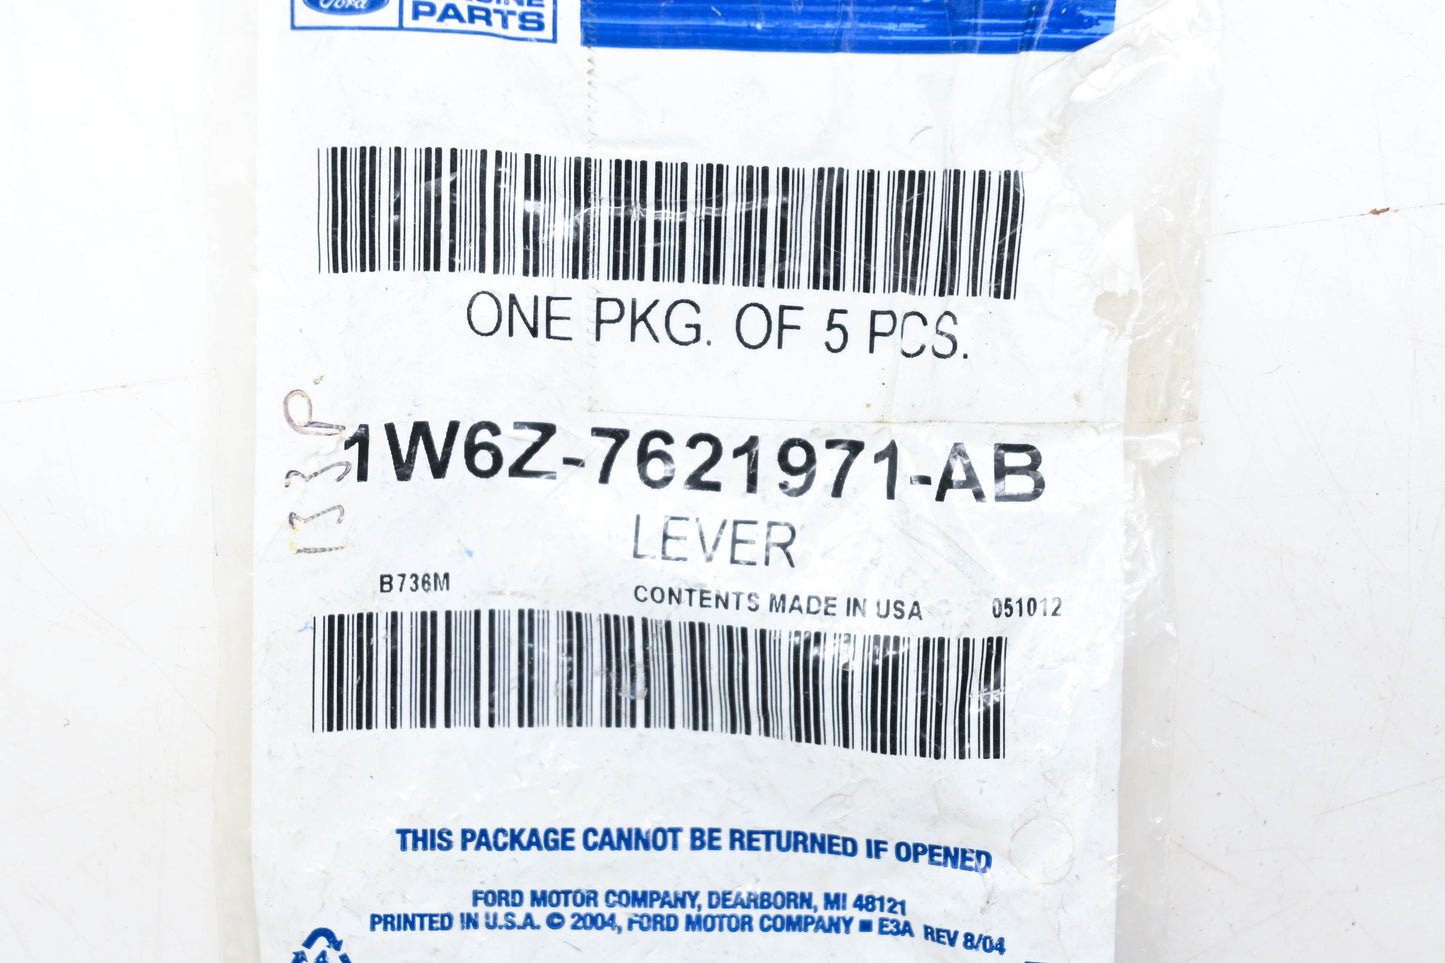 Ford
PARTS
ONE PKG. OF 5 PCS.
1W6Z-7621971-AB
LEVER
B736M CONTENTS MADE IN USA 051012
THIS PACKAGE CANNOT BE RETURNED IF OPENED
FORD MOTOR COMPANY, DEARBORN, MI 48121
PRINTED IN U.S.A. © 2004, FORD MOTOR COMPANY ■ E3A REV 8/04
4